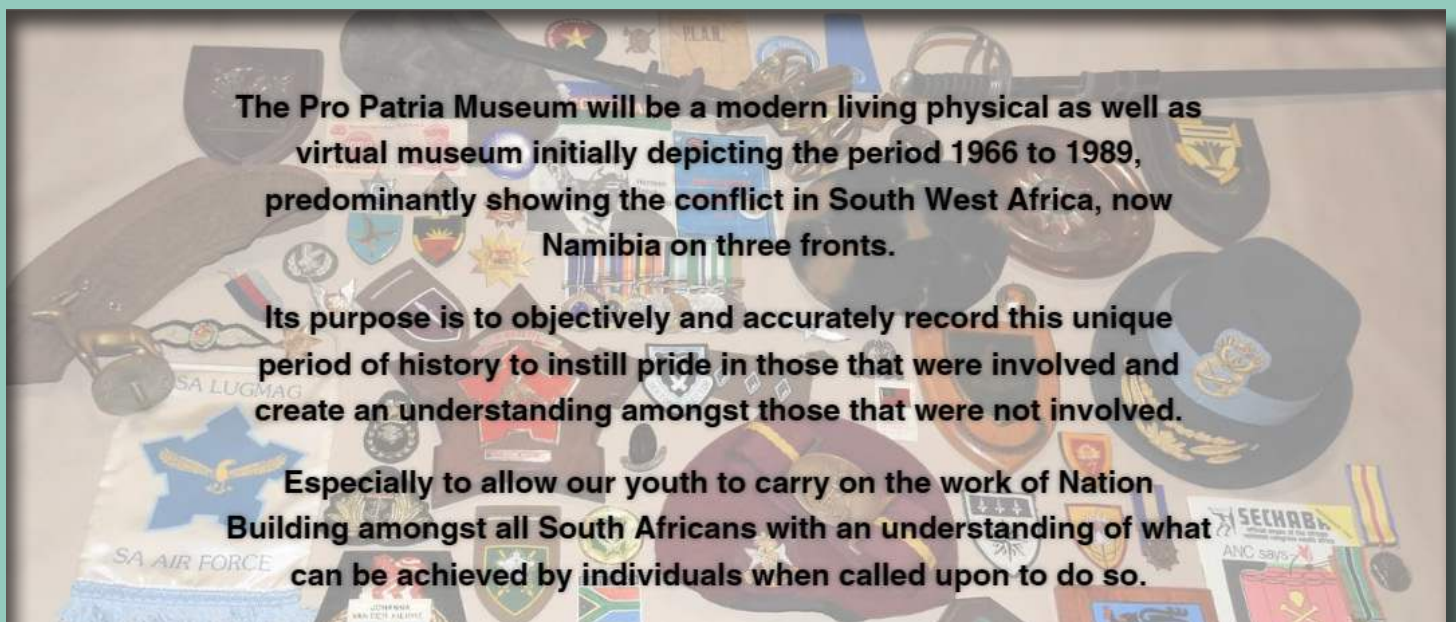 P.L.A.N.
The Pro Patria Museum will be a modern living physical as well as
virtual museum initially depicting the period 1966 to 1989,
predominantly showing the conflict in South West Africa, now
Namibia on three fronts.
Its purpose is to objectively and accurately record this unique
period of history to instill pride in those that were involved and
create an understanding amongst those that were not involved.
SA LUGMAG
Especially to allow our youth to carry on the work of Nation
Building amongst all South Africans with an understanding of what
can be achieved by individuals when called upon to do so.
SECHABA
ANC says
SA AIR FORCE
JOHANNA
VAN DER MERWE